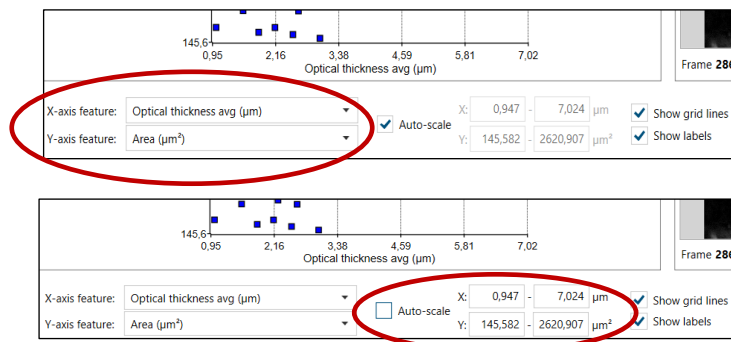 145,6
0,95 2,16 3,38 4,59 5,81 7,02
Optical thickness avg (µm)
Frame 286
X-axis feature: Optical thickness avg (µm)
Y-axis feature: Area (µm²)
Auto-scale
X: 0,947 - 7,024 µm
Y: 145,582 - 2620,907 µm²
Show grid lines
Show labels
145,6
0,95 2,16 3,38 4,59 5,81 7,02
Optical thickness avg (µm)
Frame 286
X-axis feature: Optical thickness avg (µm)
Y-axis feature: Area (µm²)
Auto-scale
X: 0,947 - 7,024 µm
Y: 145,582 - 2620,907 µm²
Show grid lines
Show labels